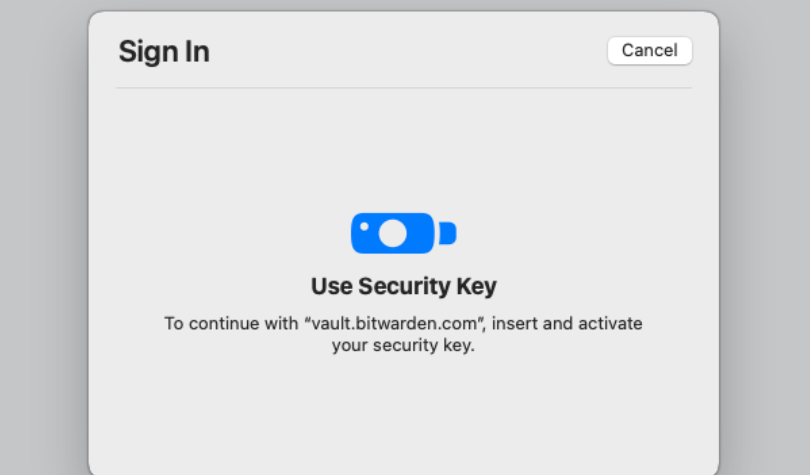 Sign In
Cancel
Use Security Key
To continue with “vault.bitwarden.com”, insert and activate
your security key.